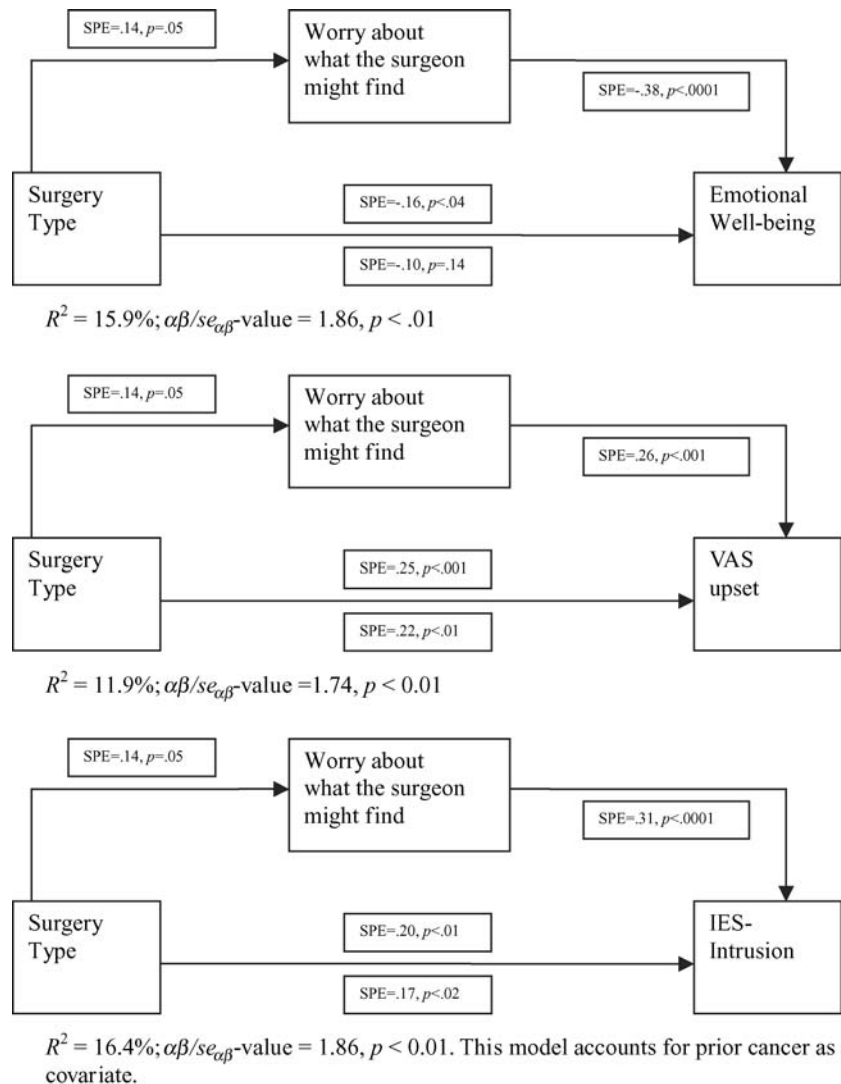 SPE=.14, p=.05
Worry about
what the surgeon
might find
SPE=-.38, p<.0001
Surgery
Type
SPE=-.16, p<.04
SPE=-.10, p=.14
Emotional
Well-being
R² = 15.9%; αβ/seαβ-value = 1.86, p < .01
SPE=.14, p=.05
Worry about
what the surgeon
might find
SPE=.26, p<.001
Surgery
Type
SPE=.25, p<.001
SPE=.22, p<.01
VAS
upset
R² = 11.9%; αβ/seαβ-value =1.74, p < 0.01
SPE=.14, p=.05
Worry about
what the surgeon
might find
SPE=.31, p<.0001
Surgery
Type
SPE=.20, p<.01
SPE=.17, p<.02
IES-
Intrusion
R² = 16.4%; αβ/seαβ-value = 1.86, p < 0.01. This model accounts for prior cancer as
covariate.